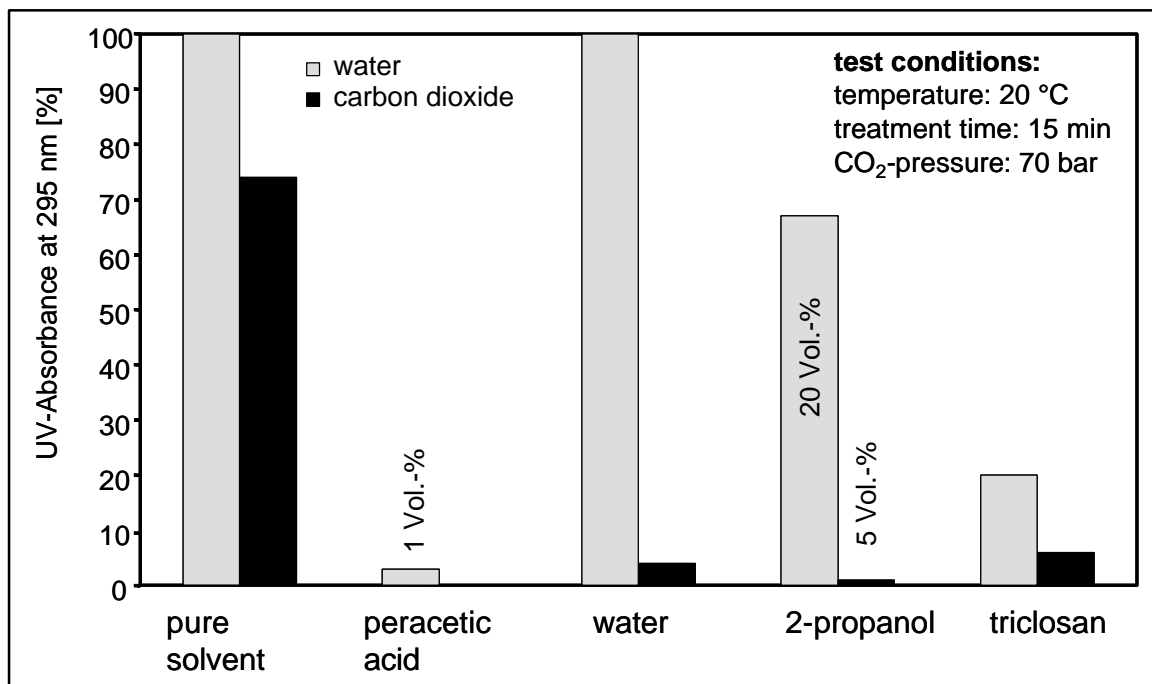 UV-Absorbance at 295 nm [%]
100
90
80
70
60
50
40
30
20
10
0
water
carbon dioxide
test conditions:
temperature: 20 °C
treatment time: 15 min
CO₂-pressure: 70 bar
1 Vol.-%
20 Vol.-%
5 Vol.-%
pure
solvent
peracetic
acid
water
2-propanol
triclosan